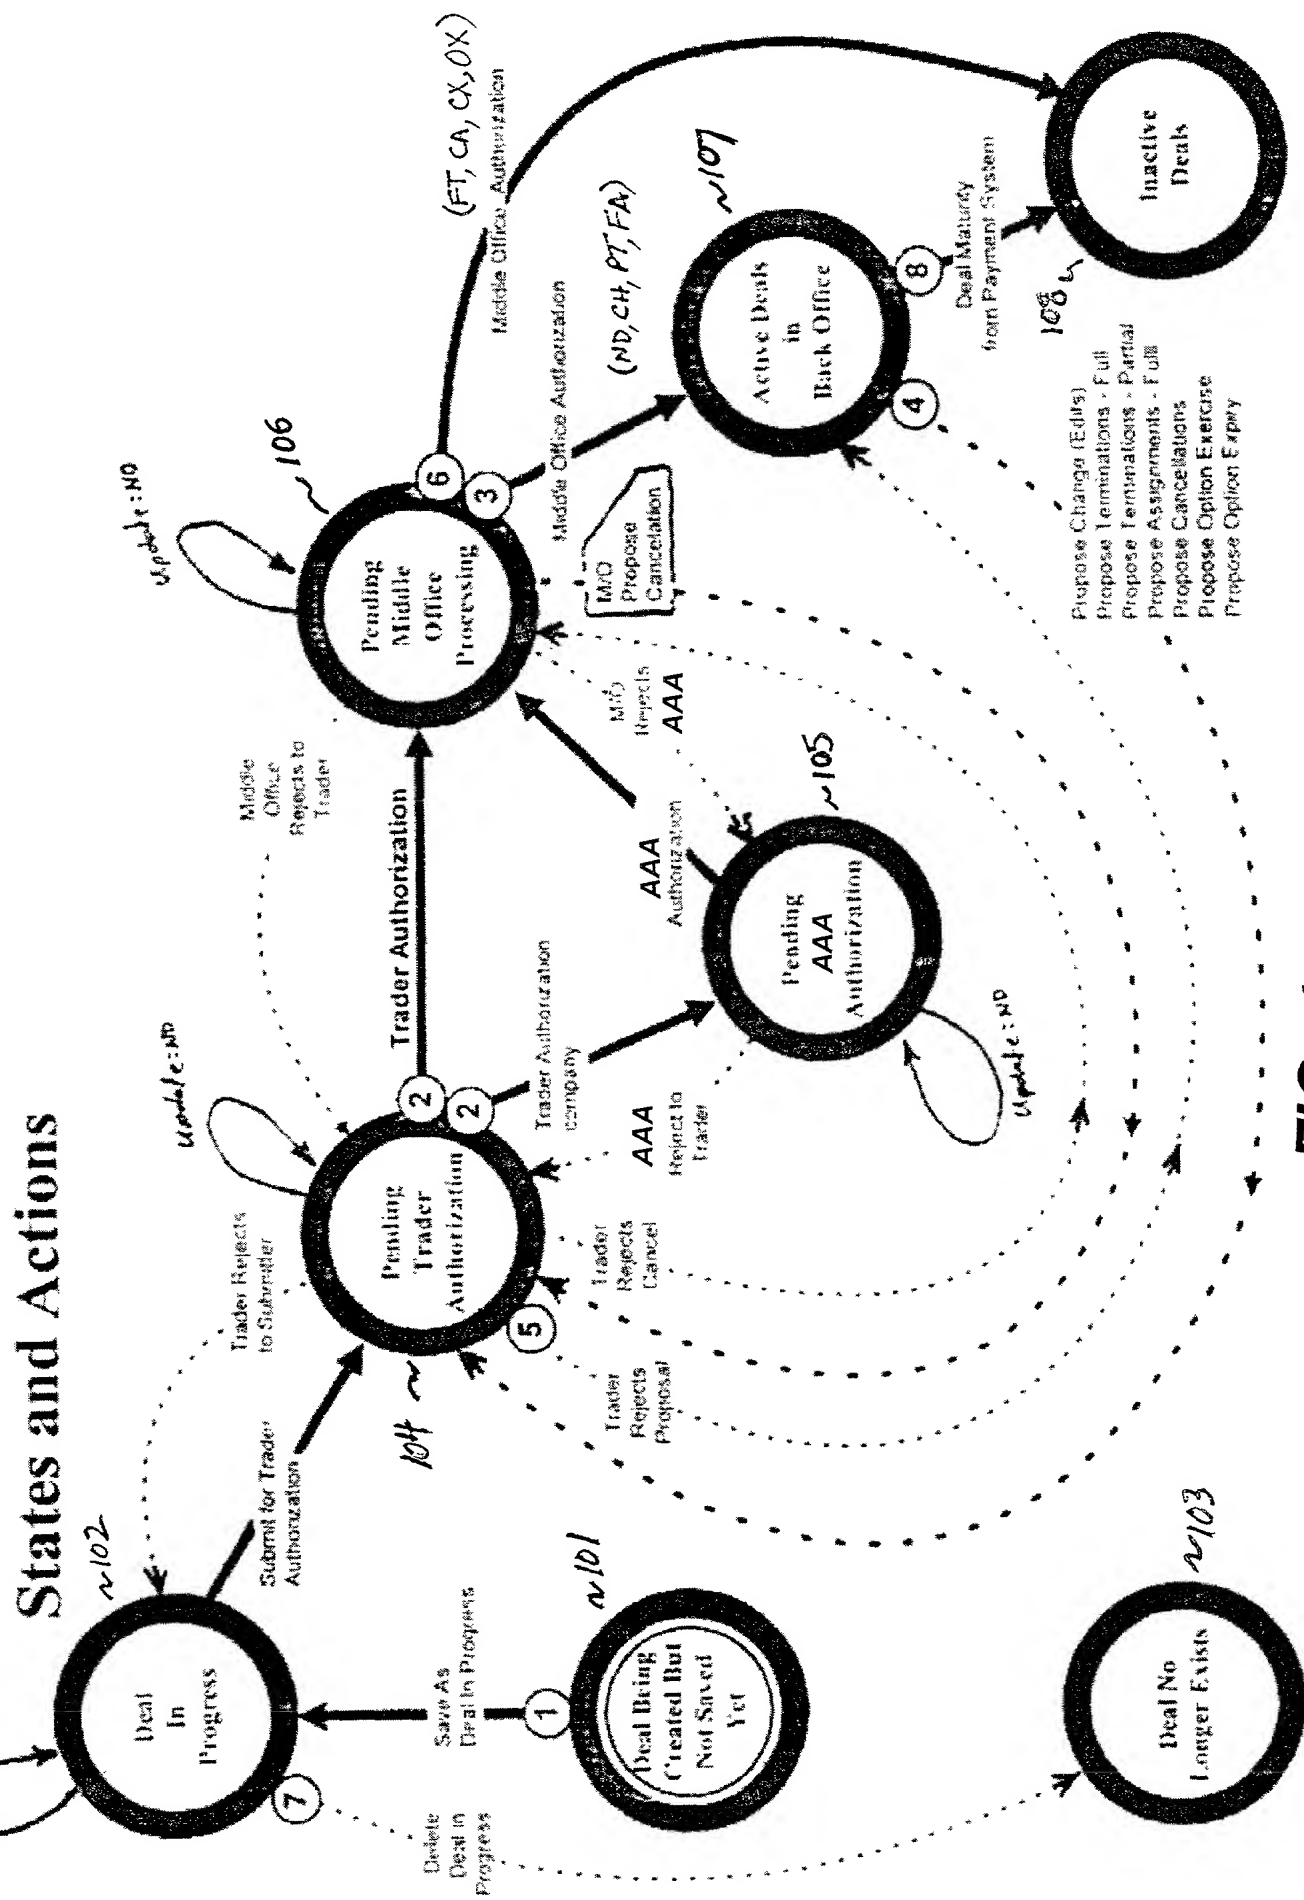 States and Actions
~102
Deal
In
Progress
7
Delete
Deal In
Progress
Save As
Deal In Progress
1
~101
Deal Being
Created But
Not Saved
Yet
~103
Deal No
Longer Exists
Submit for Trader
Authorization
Trader Rejects
to Submitter
update:ND
104 ~
Pending
Trader
Authorization
2
2
5
Trader Authorization
Trader Authorization
company
Middle
Office
Rejects to
Trader
AAA
Reject to
Trader
Trader
Rejects
Cancel
Trader
Rejects
Proposal
~105
Pending
AAA
Authorization
update:ND
AAA
Authorization
M/O
Rejects
AAA
update:ND
~106
Pending
Middle
Office
Processing
6
3
M/O
Propose
Cancelation
Middle Office Authorization
(ND, CH, PT, FA)
Middle Office Authorization
(FT, CA, CX, OX)
~107
Active Deals
in
Back Office
4
8
Deal Maturity
from Payment System
108
Inactive
Deals
Propose Change (Edits)
Propose Terminations - Full
Propose Terminations - Partial
Propose Assignments - Full
Propose Cancellations
Propose Option Exercise
Propose Option Expiry